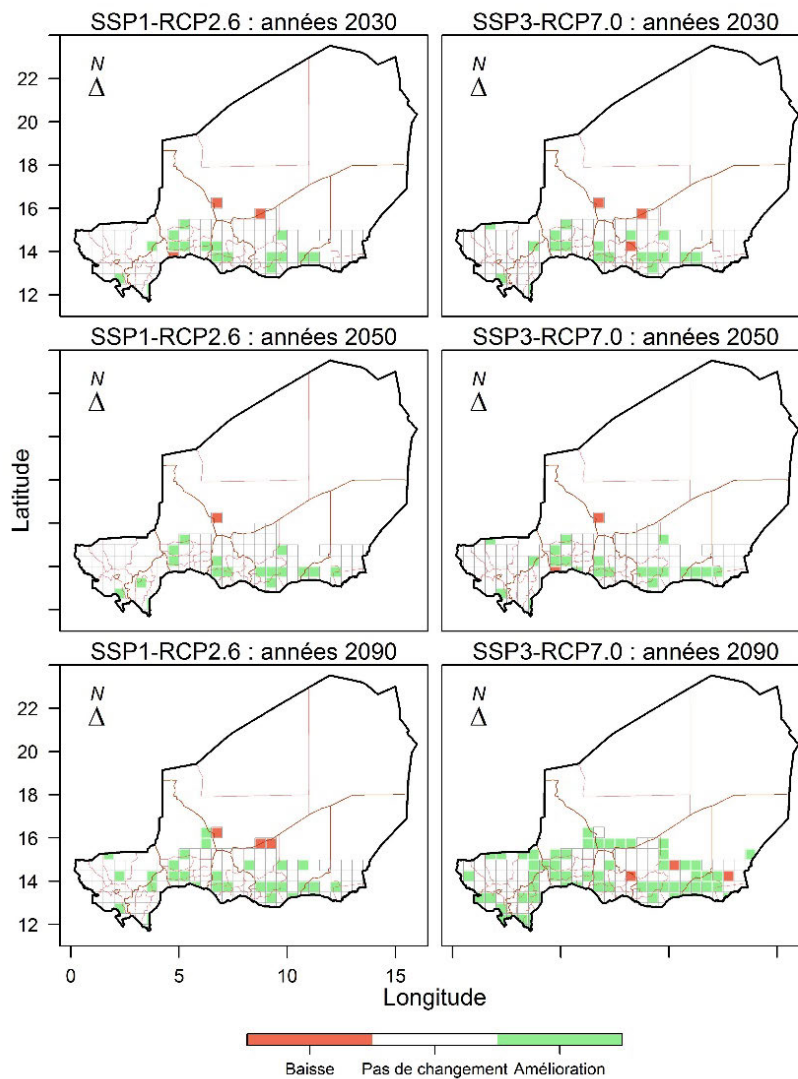 SSP1-RCP2.6 : années 2030
SSP3-RCP7.0 : années 2030
N
Δ
N
Δ
22
20
18
16
14
12
SSP1-RCP2.6 : années 2050
SSP3-RCP7.0 : années 2050
N
Δ
N
Δ
Latitude
SSP1-RCP2.6 : années 2090
SSP3-RCP7.0 : années 2090
N
Δ
N
Δ
22
20
18
16
14
12
0 5 10 15
Longitude
Baisse Pas de changement Amélioration